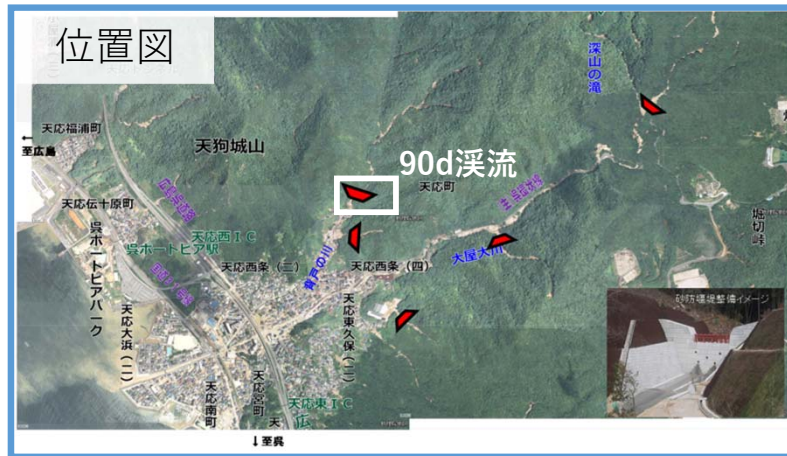 位置図
深山の滝
天応福浦町
←
至広島
天狗城山
90d渓流
天応町
天応伝十原町
天応西ＩＣ
呉ポートピア駅
呉ポートピアパーク
天応西条（二）
背戸の川
天応西条（四）
大屋大川
堀切峠
砂防堰堤整備イメージ
天応大浜（二）
天応東久保（二）
天応南町
天応宮町
天応東ＩＣ
↓至呉